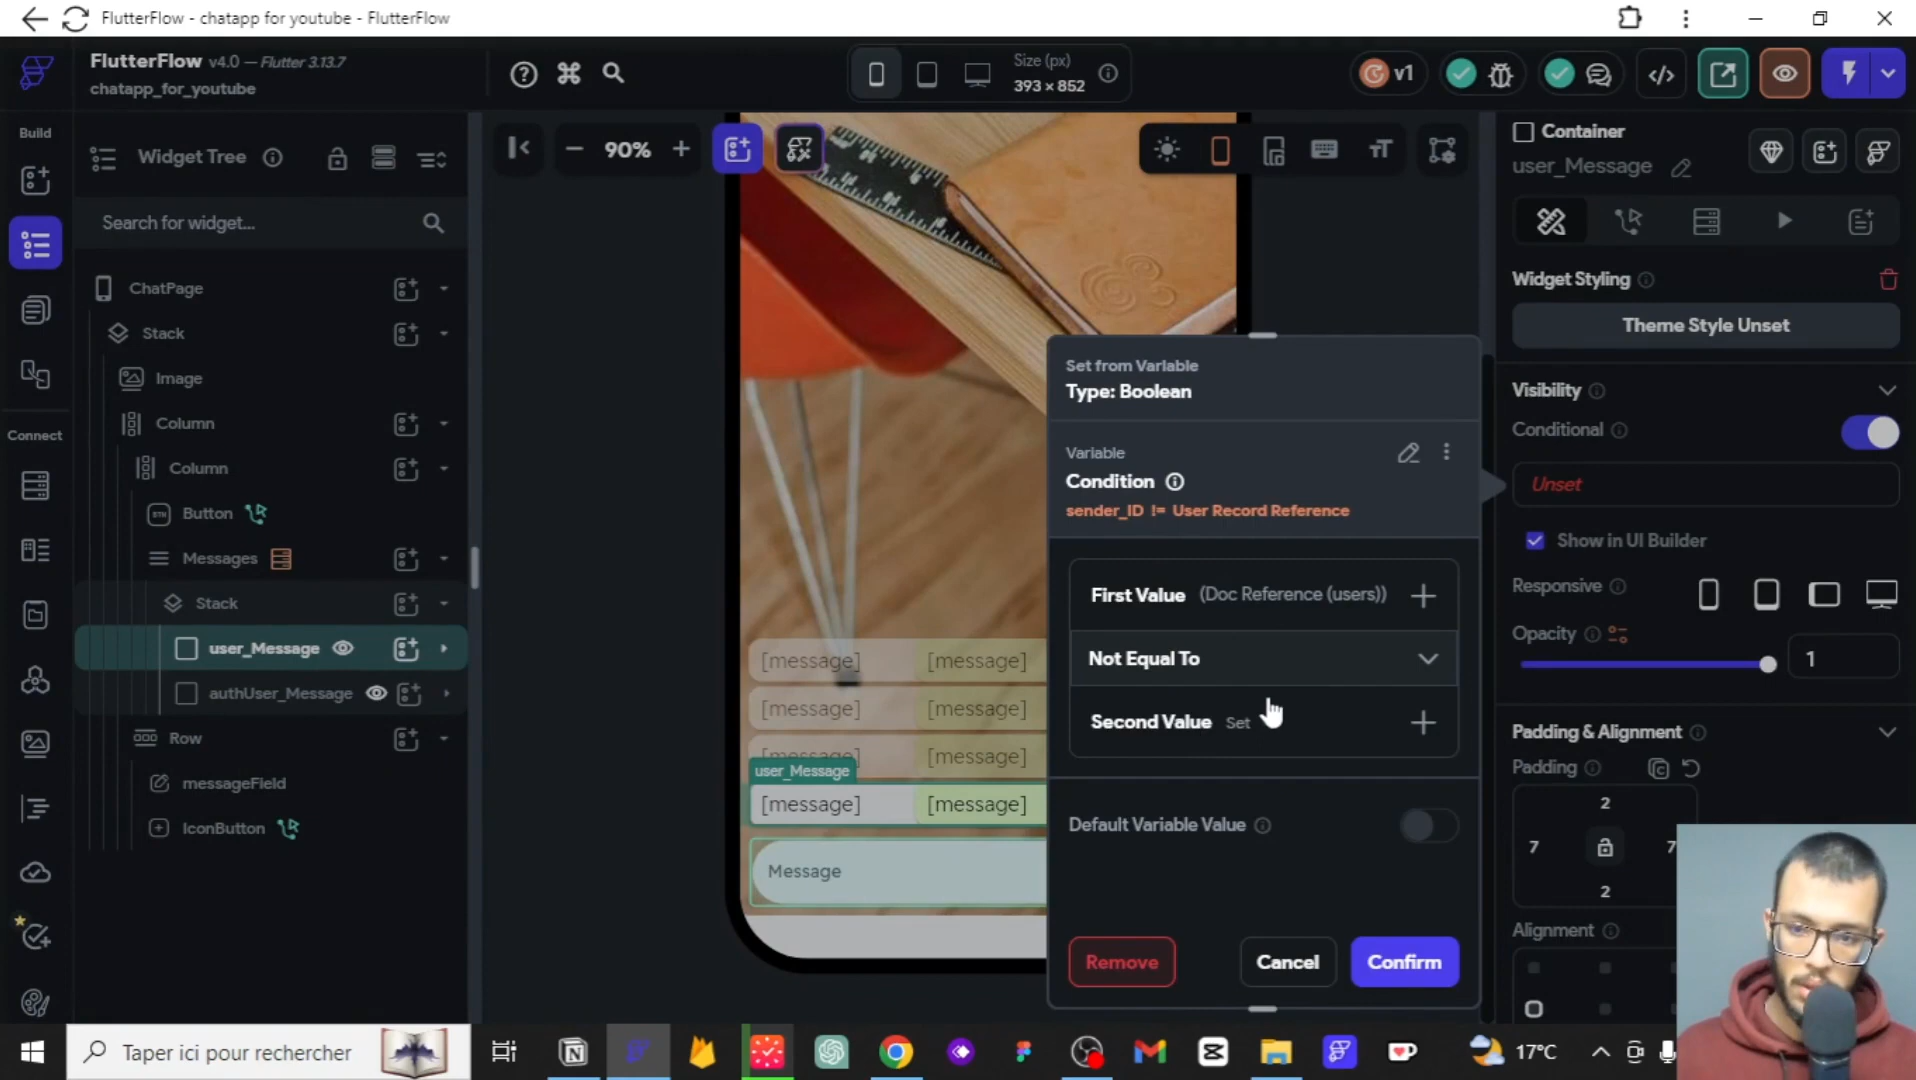 FlutterFlow - chatapp for youtube - FlutterFlow
FlutterFlow v4.0 — Flutter 3.13.7
chatapp_for_youtube
Size (px)
393 × 852
v1
Build
Connect
Widget Tree
Search for widget...
ChatPage
Stack
Image
Column
Column
BTN
Button
Messages
Stack
user_Message
authUser_Message
Row
messageField
IconButton
90%
[message] [message]
[message] [message]
[message] [message]
user_Message
[message] [message]
Message
Set from Variable
Type: Boolean
Variable
Condition
sender_ID != User Record Reference
First Value (Doc Reference (users))
Not Equal To
Second Value Set
Default Variable Value
Remove
Cancel
Confirm
Container
user_Message
Widget Styling
Theme Style Unset
Visibility
Conditional
Unset
Show in UI Builder
Responsive
Opacity
1
Padding & Alignment
Padding
2
7 7
2
Alignment
Taper ici pour rechercher
17°C